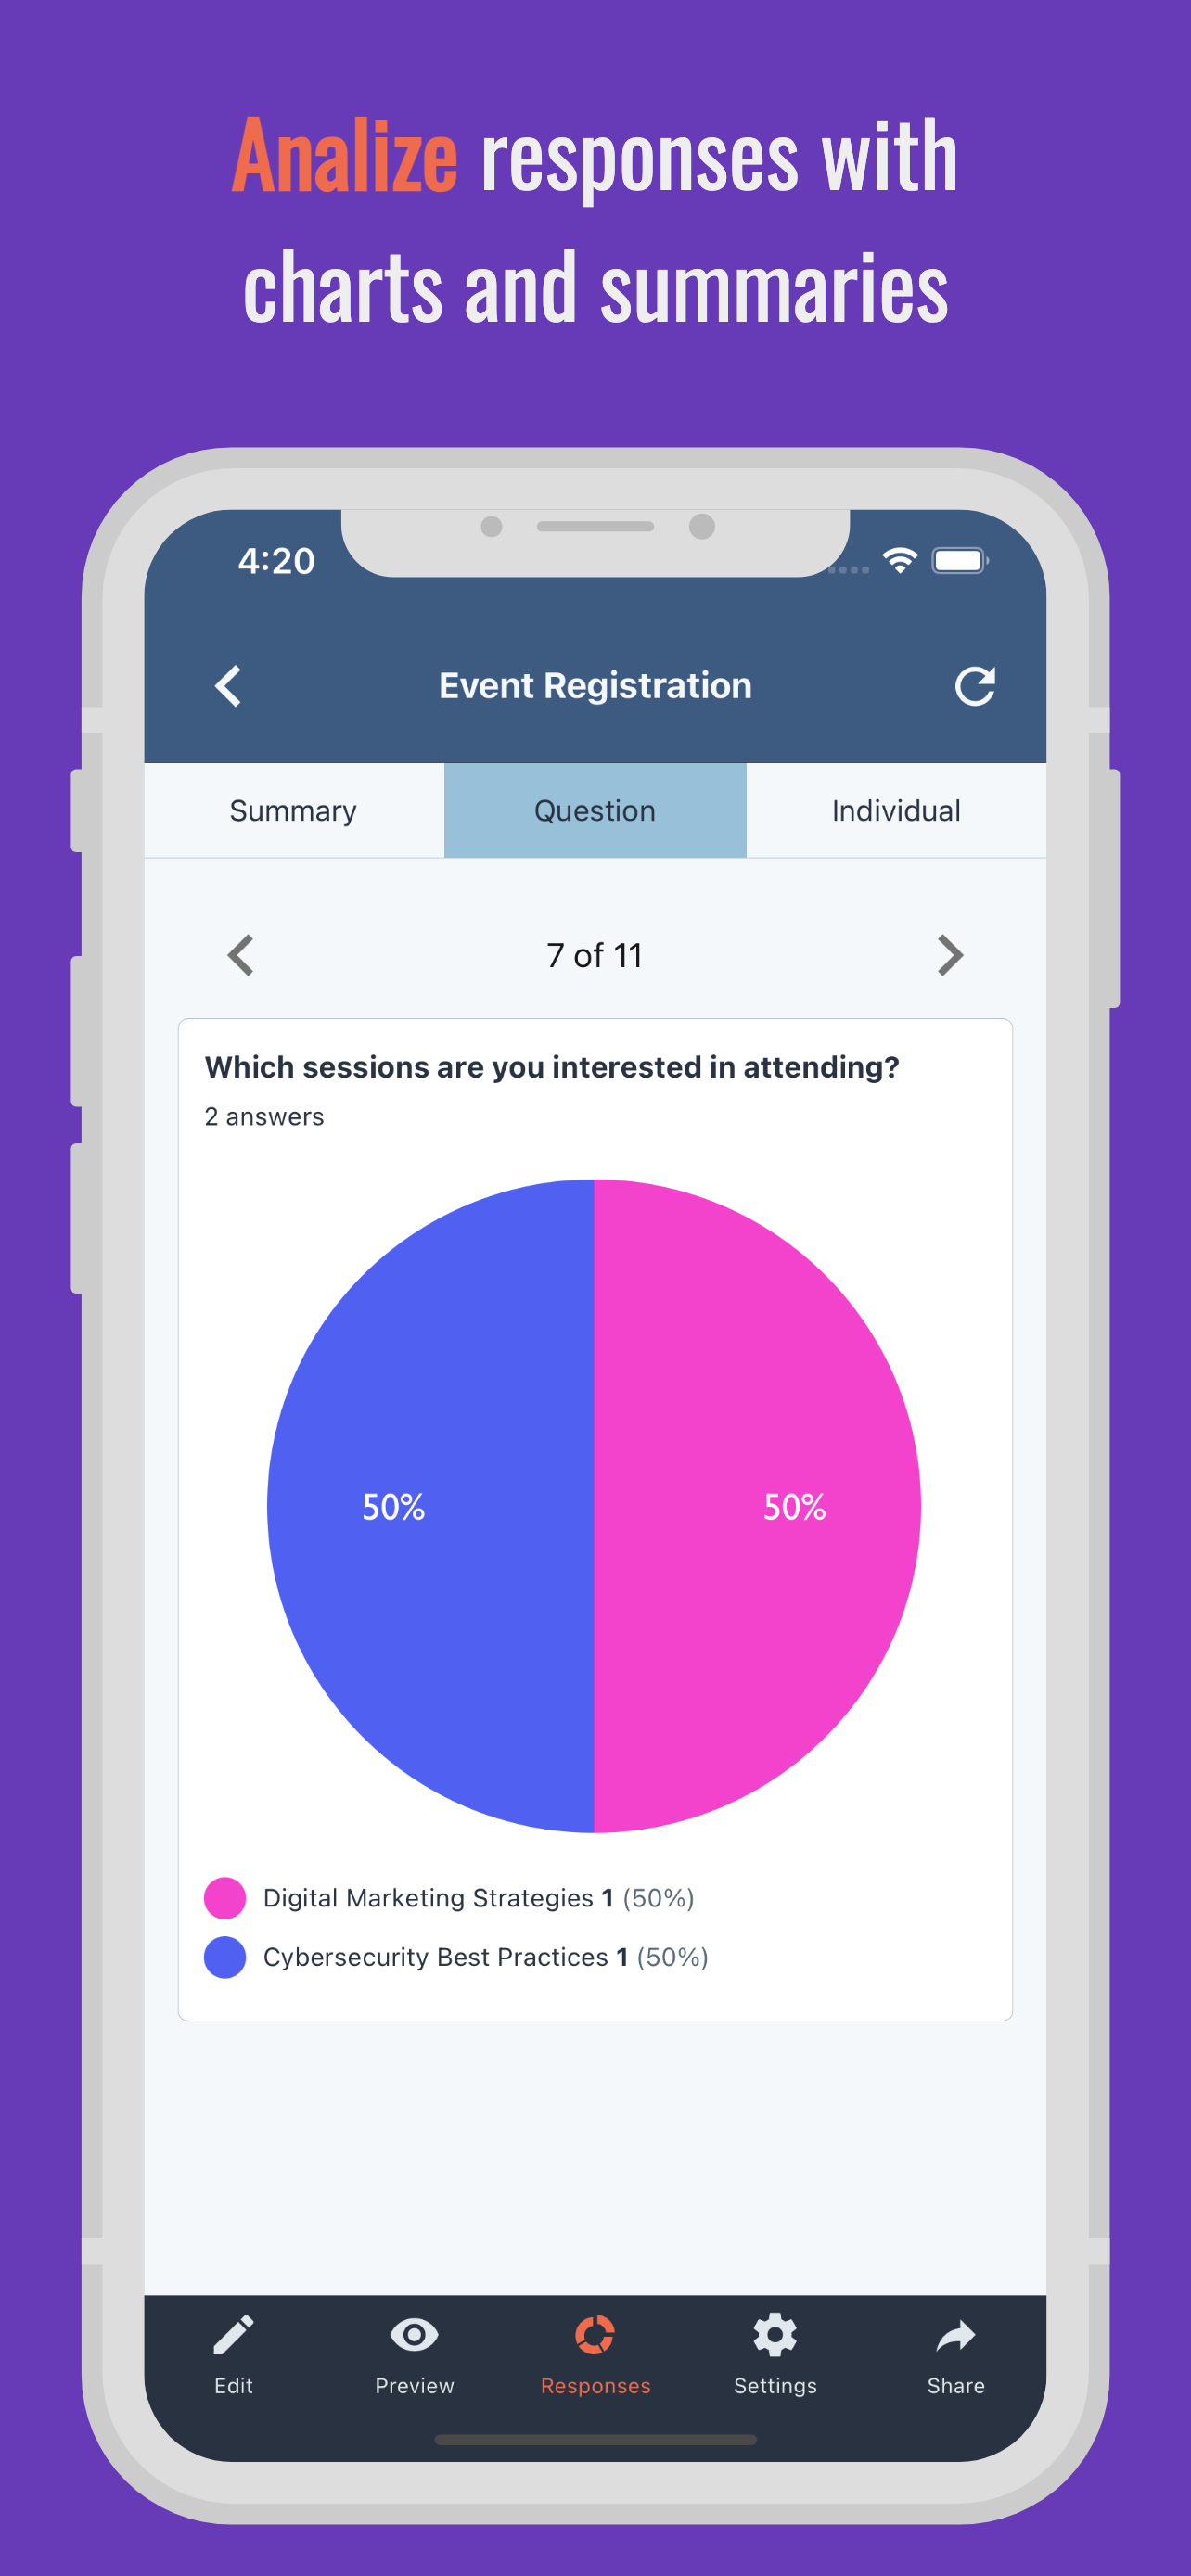 Analize responses with
charts and summaries
4:20
Event Registration
Summary Question Individual
7 of 11
Which sessions are you interested in attending?
2 answers
50% 50%
Digital Marketing Strategies 1 (50%)
Cybersecurity Best Practices 1 (50%)
Edit Preview Responses Settings Share